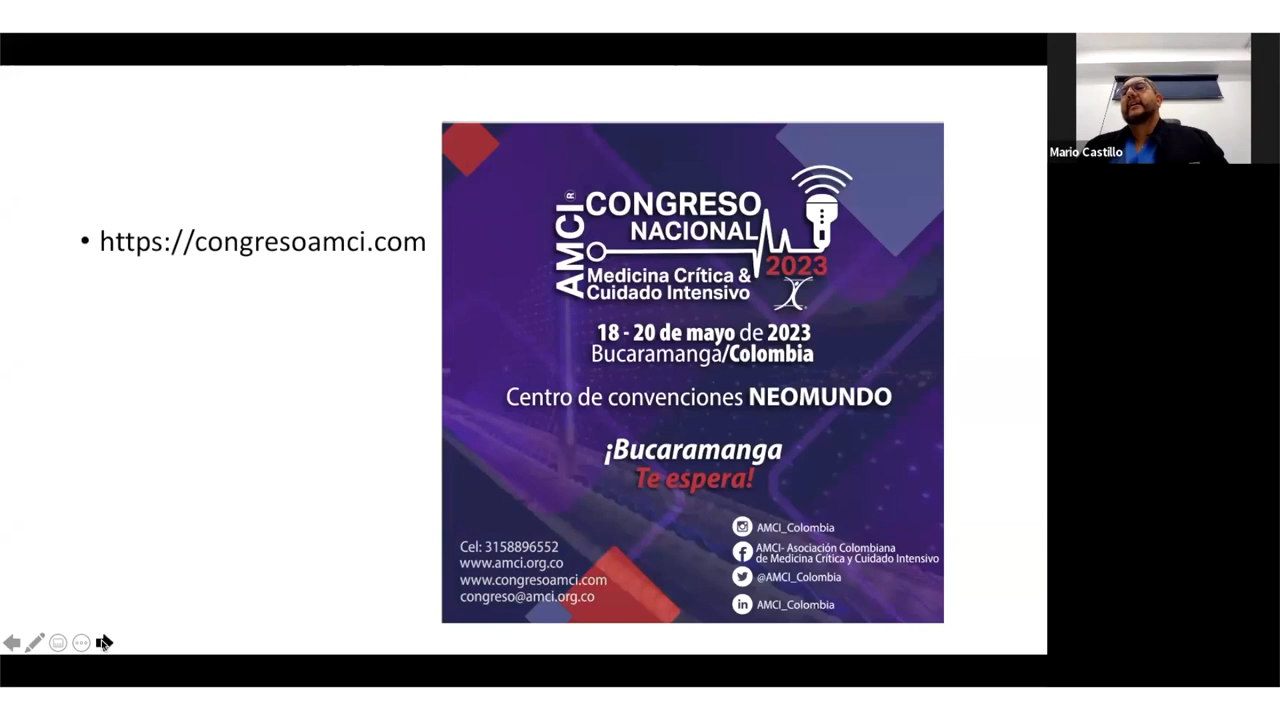 • https://congresoamci.com
AMCI®
CONGRESO
NACIONAL
2023
Medicina Crítica &
Cuidado Intensivo
18 - 20 de mayo de 2023
Bucaramanga/Colombia
Centro de convenciones NEOMUNDO
¡Bucaramanga
Te espera!
Cel: 3158896552
www.amci.org.co
www.congresoamci.com
congreso@amci.org.co
AMCI_Colombia
AMCI- Asociación Colombiana
de Medicina Crítica y Cuidado Intensivo
@AMCI_Colombia
AMCI_Colombia
Mario Castillo